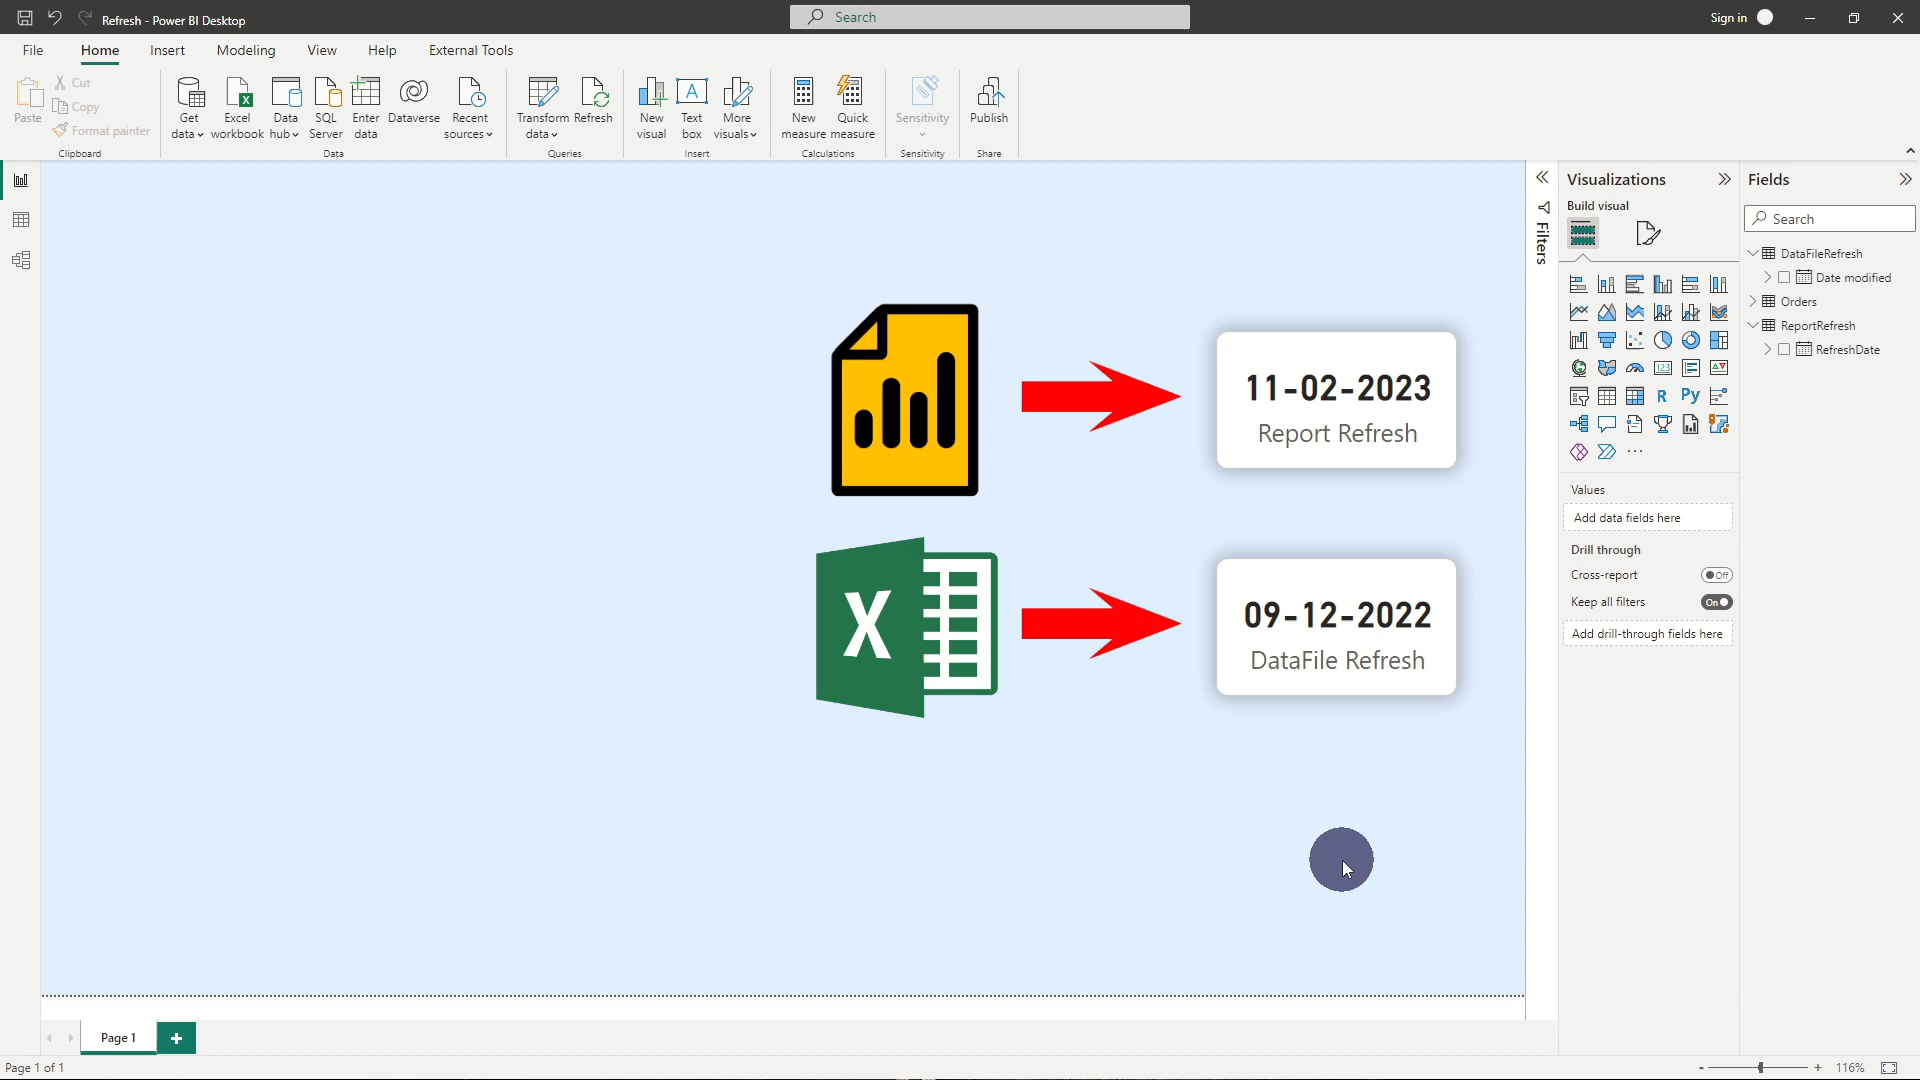 Refresh - Power BI Desktop
Search
Sign in
File Home Insert Modeling View Help External Tools
Paste
Cut
Copy
Format painter
Clipboard
Get data
Excel workbook
Data hub
SQL Server
Enter data
Dataverse
Recent sources
Data
Transform data
Refresh
Queries
New visual
Text box
More visuals
Insert
New measure
Quick measure
Calculations
Sensitivity
Sensitivity
Publish
Share
11-02-2023
Report Refresh
X
09-12-2022
DataFile Refresh
Filters
Visualizations
Build visual
123
R
Py
Values
Add data fields here
Drill through
Cross-report
Off
Keep all filters
On
Add drill-through fields here
Fields
Search
DataFileRefresh
Date modified
Orders
ReportRefresh
RefreshDate
Page 1
Page 1 of 1
- + 116%